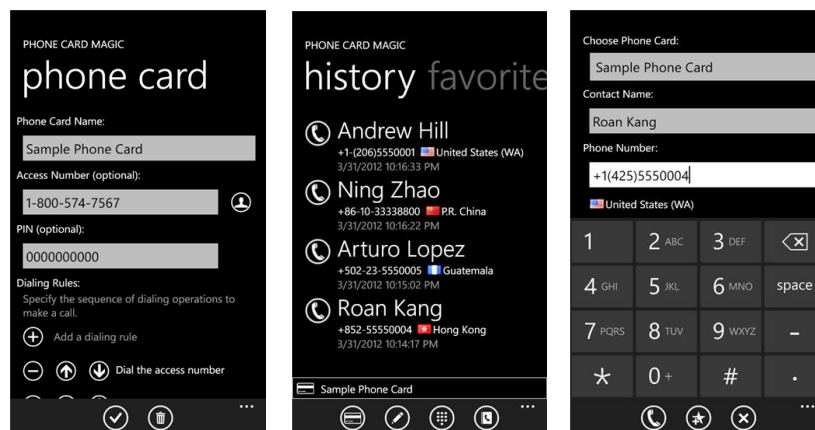 PHONE CARD MAGIC
phone card
Phone Card Name:
Sample Phone Card
Access Number (optional):
1-800-574-7567
PIN (optional):
0000000000
Dialing Rules:
Specify the sequence of dialing operations to
make a call.
Add a dialing rule
Dial the access number
...
PHONE CARD MAGIC
history favorite
Andrew Hill
+1-(206)5550001 United States (WA)
3/31/2012 10:16:33 PM
Ning Zhao
+86-10-33338800 P.R. China
3/31/2012 10:16:22 PM
Arturo Lopez
+502-23-5550005 Guatemala
3/31/2012 10:15:02 PM
Roan Kang
+852-55550004 Hong Kong
3/31/2012 10:14:17 PM
Sample Phone Card
...
Choose Phone Card:
Sample Phone Card
Contact Name:
Roan Kang
Phone Number:
+1(425)5550004
United States (WA)
1 2 ABC 3 DEF
4 GHI 5 JKL 6 MNO space
7 PQRS 8 TUV 9 WXYZ -
* 0 + # .
...